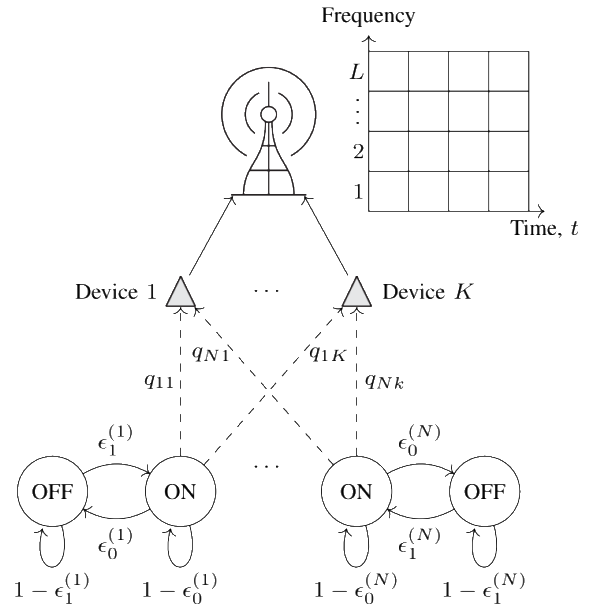 Frequency
L
⋮
2
1
Time, t
Device 1
· · ·
Device K
q_{N1}
q_{1K}
q_{11}
q_{Nk}
ϵ_1^{(1)}
· · ·
ϵ_0^{(N)}
OFF
ON
ON
OFF
ϵ_0^{(1)}
ϵ_1^{(N)}
1 − ϵ_1^{(1)}
1 − ϵ_0^{(1)}
1 − ϵ_0^{(N)}
1 − ϵ_1^{(N)}